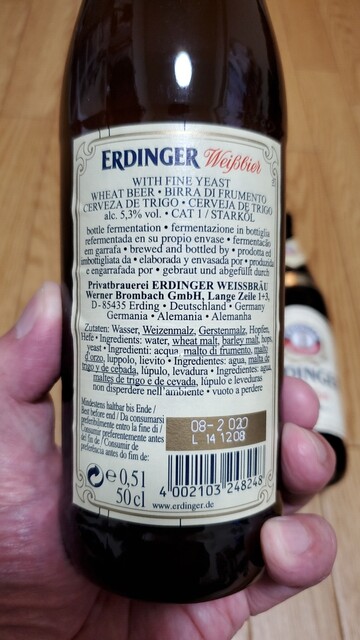 ERDINGER Weißbier
WITH FINE YEAST
WHEAT BEER • BIRRA DI FRUMENTO
CERVEZA DE TRIGO • CERVEJA DE TRIGO
alc. 5,3% vol. • CAT 1 / STARKÖL
bottle fermentation • fermentazione in bottiglia
refermentada en su propio envase • fermentação
em garrafa • brewed and bottled by • prodotta ed
imbottigliata da • elaborada y envasada por • produzida
e engarrafada por • gebraut und abgefüllt durch
Privatbrauerei ERDINGER WEISSBRÄU
Werner Brombach GmbH, Lange Zeile 1+3,
D-85435 Erding • Deutschland • Germany
Germania • Alemania • Alemanha
Zutaten: Wasser, Weizenmalz, Gerstenmalz, Hopfen,
Hefe • Ingredients: water, wheat malt, barley malt, hops,
yeast • Ingredienti: acqua, malto di frumento, malto
d'orzo, luppolo, lievito • Ingredientes: agua, malta de
trigo y de cebada, lúpulo, levadura • Ingredientes: água,
maltes de trigo e de cevada, lúpulo e leveduras
non disperdere nell'ambiente • vuoto a perdere
Mindestens haltbar bis Ende /
Best before end / Da consumarsi
preferibilmente entro la fine di /
Consumir preferentemente antes
del fin de / Consumir de
preferência antes do fim de:
08-2020
L 14 1208
e 0,5 l
50 cl
4 002103 248248
www.erdinger.de
ERDINGER